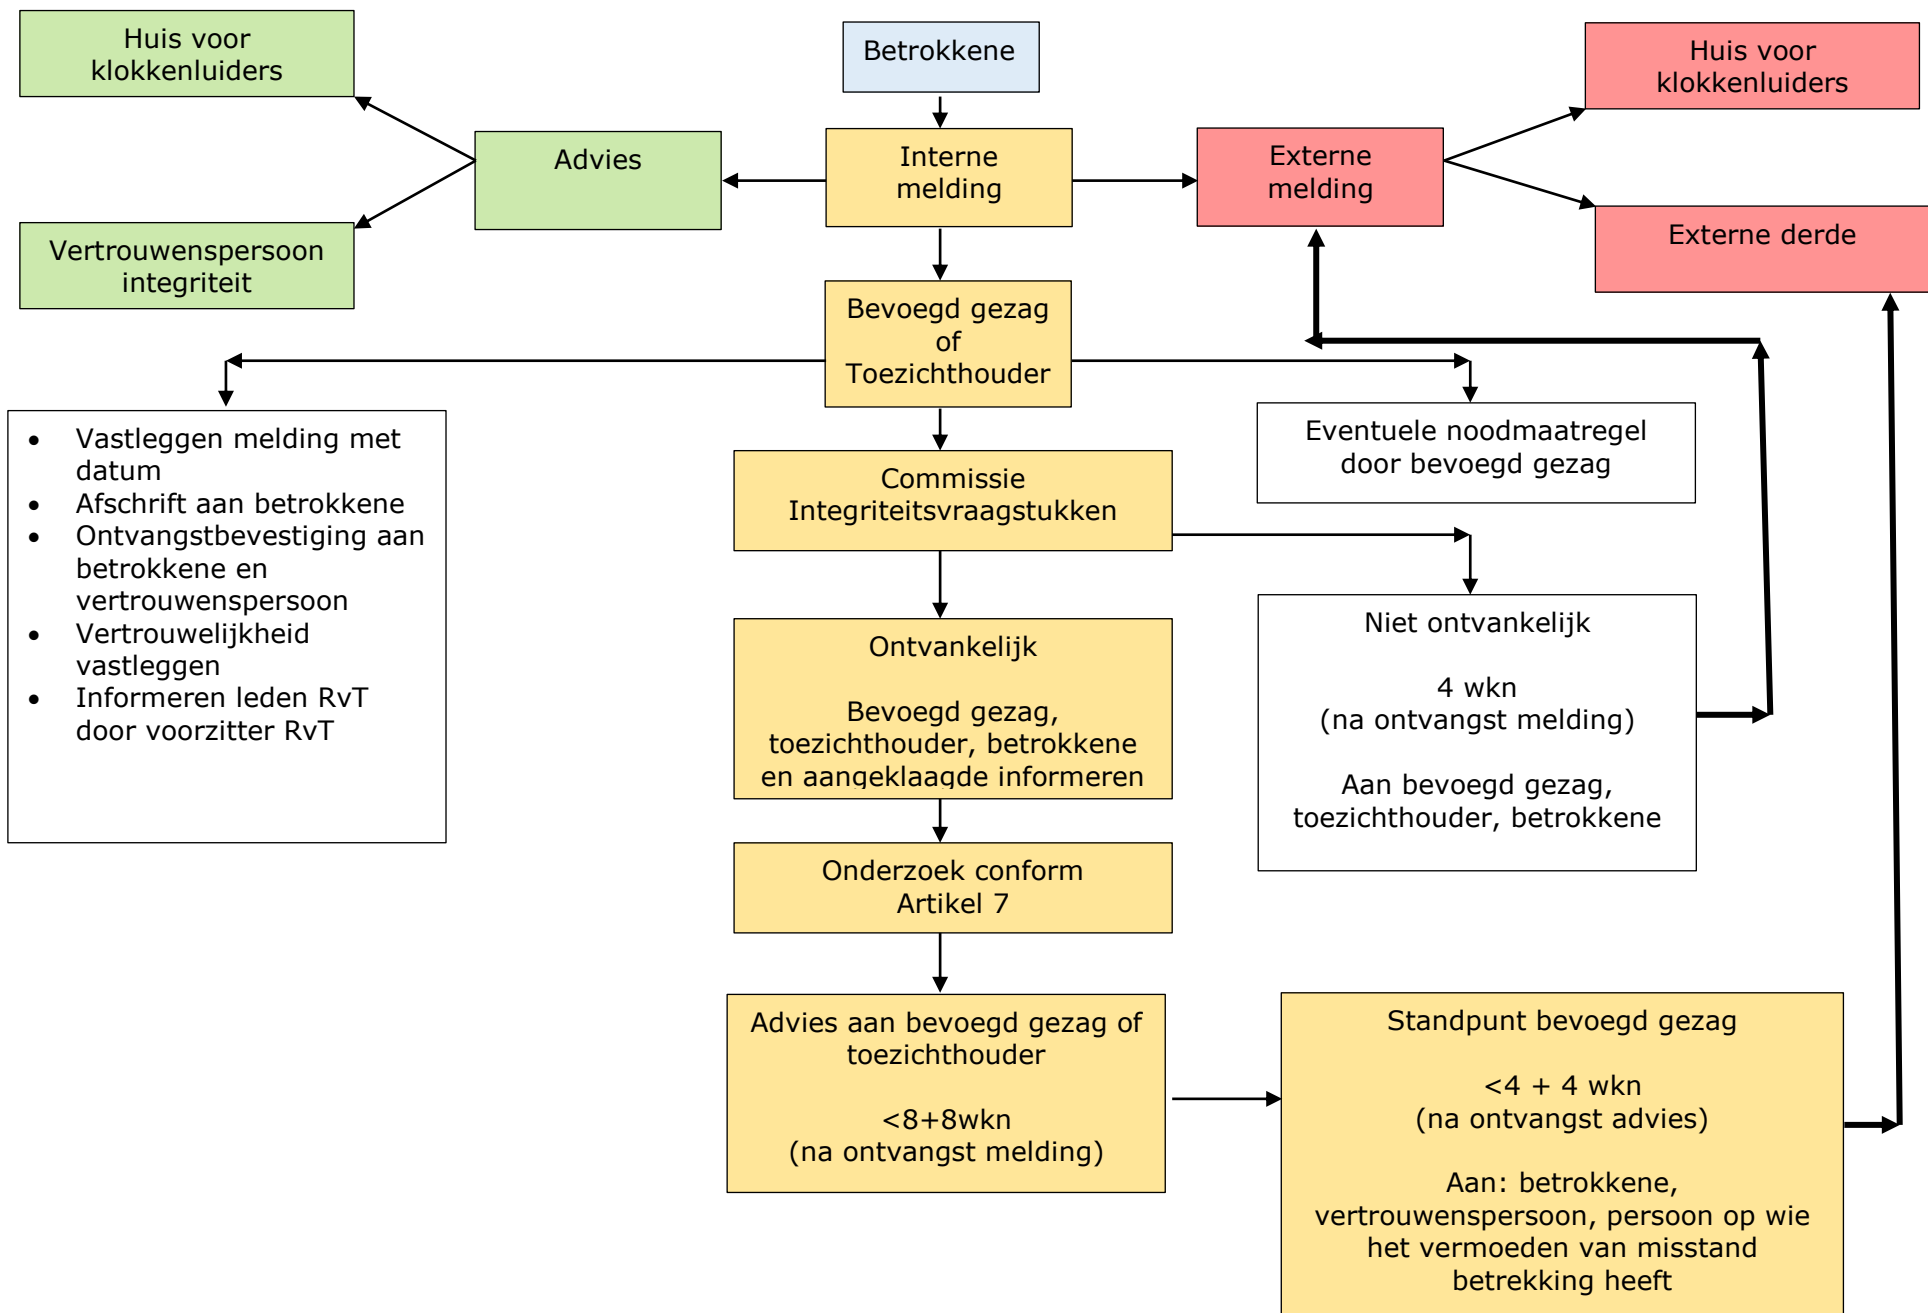 Huis voor
klokkenluiders
Betrokkene
Huis voor
klokkenluiders
Advies
Interne
melding
Externe
melding
Vertrouwenspersoon
integriteit
Externe derde
Bevoegd gezag
of
Toezichthouder
• Vastleggen melding met
datum
• Afschrift aan betrokkene
• Ontvangstbevestiging aan
betrokkene en
vertrouwenspersoon
• Vertrouwelijkheid
vastleggen
• Informeren leden RvT
door voorzitter RvT
Eventuele noodmaatregel
door bevoegd gezag
Commissie
Integriteitsvraagstukken
Ontvankelijk
Bevoegd gezag,
toezichthouder, betrokkene
en aangeklaagde informeren
Niet ontvankelijk
4 wkn
(na ontvangst melding)
Aan bevoegd gezag,
toezichthouder, betrokkene
Onderzoek conform
Artikel 7
Advies aan bevoegd gezag of
toezichthouder
<8+8wkn
(na ontvangst melding)
Standpunt bevoegd gezag
<4 + 4 wkn
(na ontvangst advies)
Aan: betrokkene,
vertrouwenspersoon, persoon op wie
het vermoeden van misstand
betrekking heeft